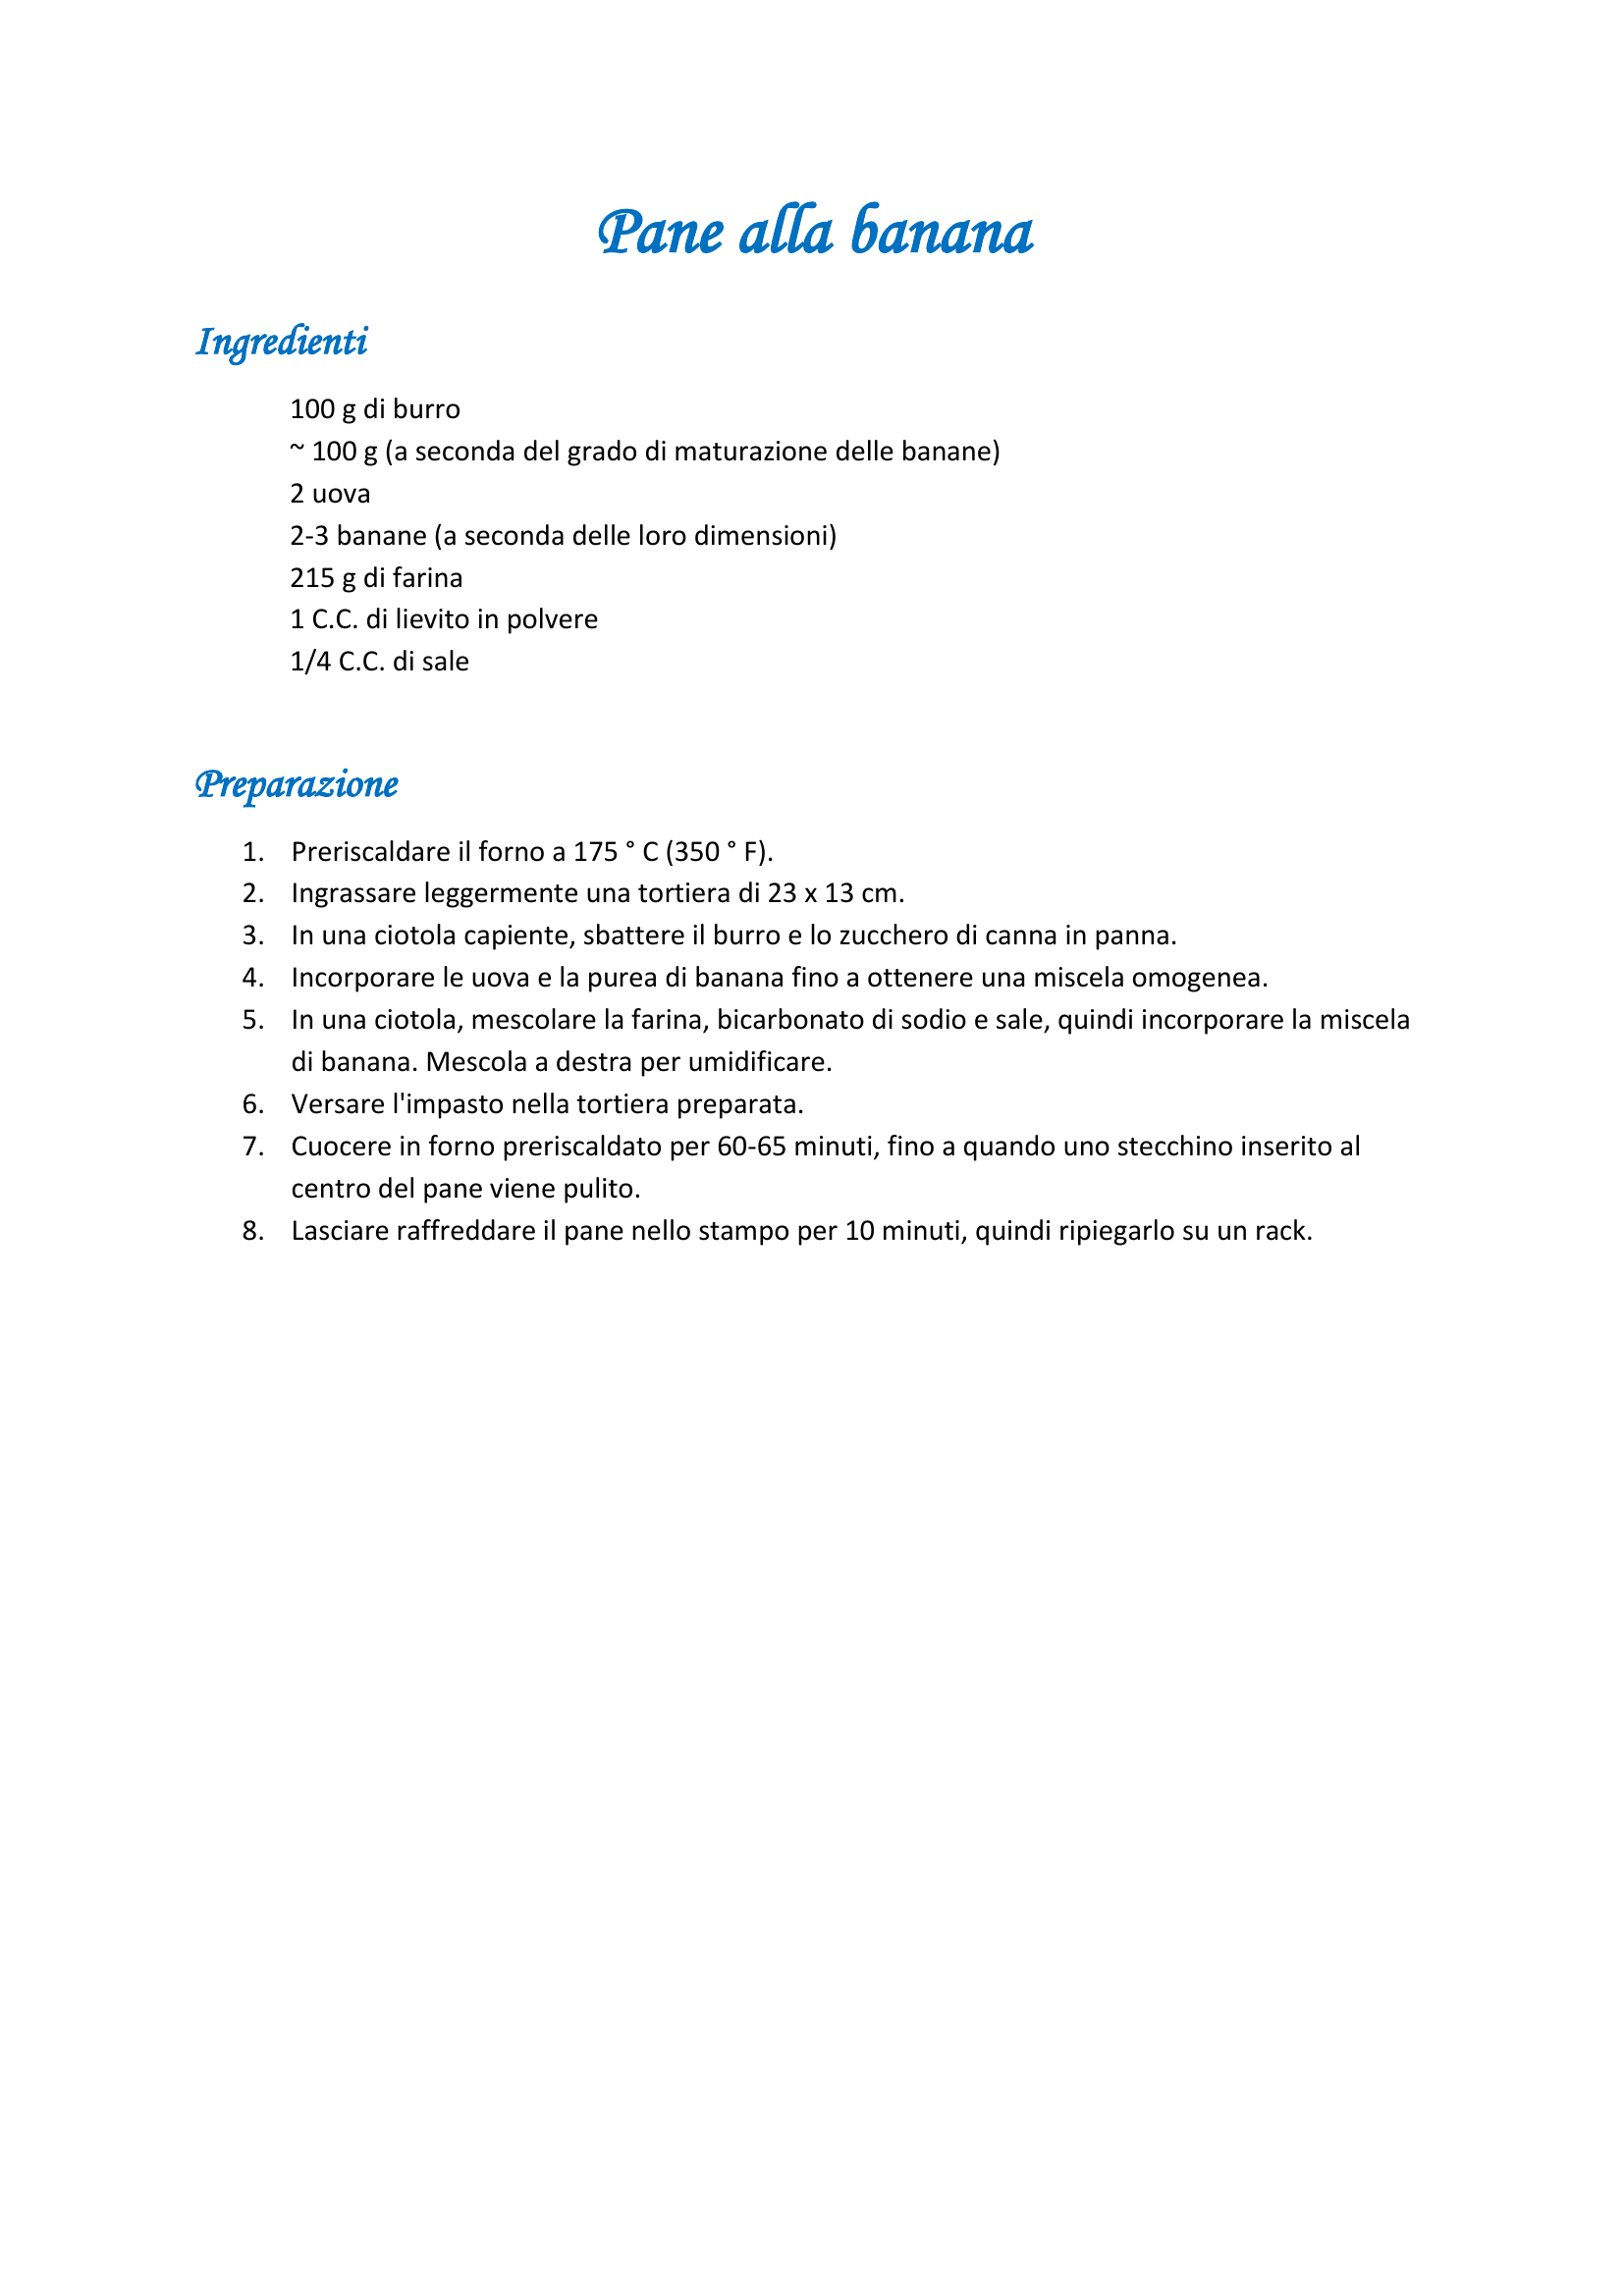 Pane alla banana
Ingredienti
100 g di burro
~ 100 g (a seconda del grado di maturazione delle banane)
2 uova
2-3 banane (a seconda delle loro dimensioni)
215 g di farina
1 C.C. di lievito in polvere
1/4 C.C. di sale
Preparazione
1. Preriscaldare il forno a 175 ° C (350 ° F).
2. Ingrassare leggermente una tortiera di 23 x 13 cm.
3. In una ciotola capiente, sbattere il burro e lo zucchero di canna in panna.
4. Incorporare le uova e la purea di banana fino a ottenere una miscela omogenea.
5. In una ciotola, mescolare la farina, bicarbonato di sodio e sale, quindi incorporare la miscela
di banana. Mescola a destra per umidificare.
6. Versare l'impasto nella tortiera preparata.
7. Cuocere in forno preriscaldato per 60-65 minuti, fino a quando uno stecchino inserito al
centro del pane viene pulito.
8. Lasciare raffreddare il pane nello stampo per 10 minuti, quindi ripiegarlo su un rack.